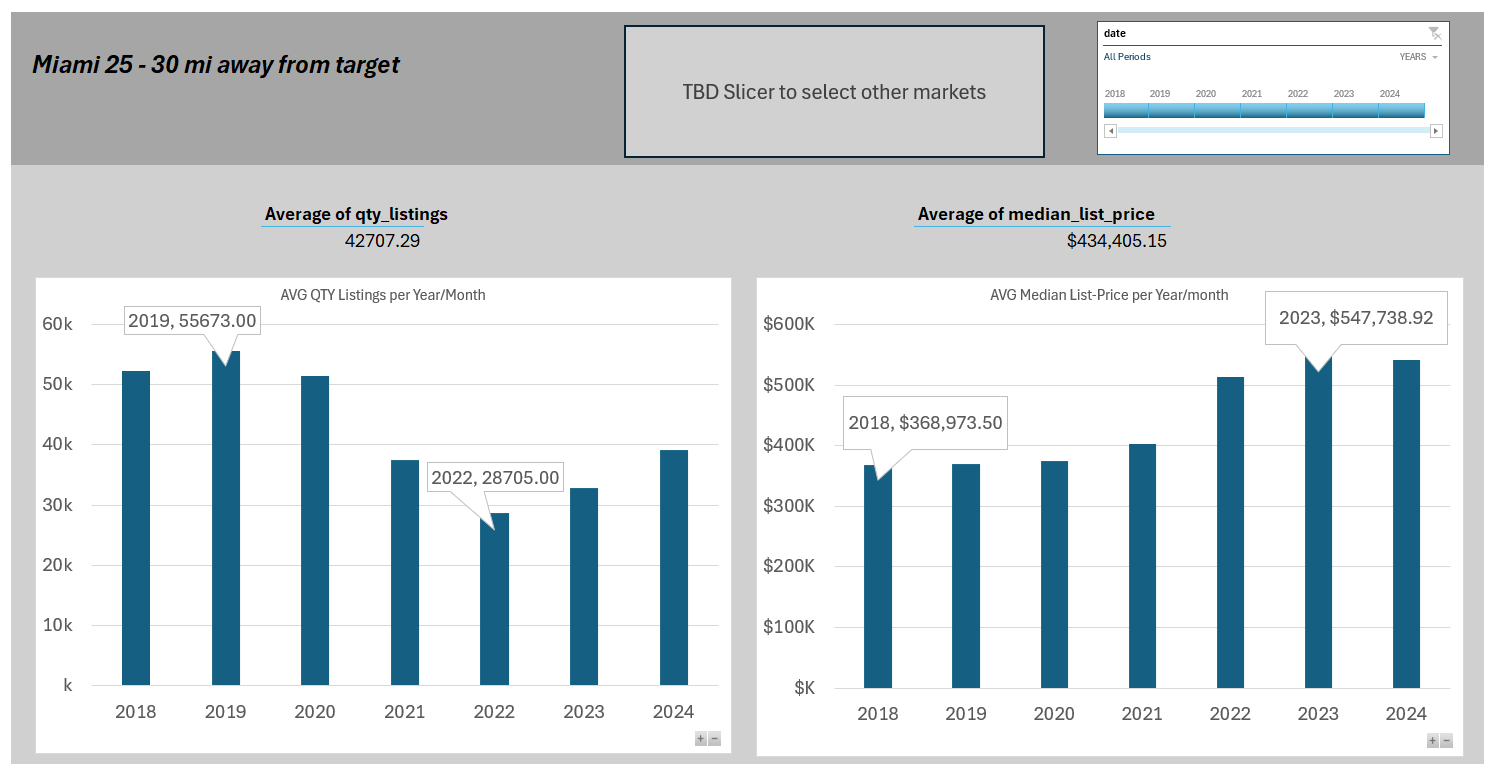 Miami 25 - 30 mi away from target
TBD Slicer to select other markets
date
All Periods
YEARS
2018 2019 2020 2021 2022 2023 2024
Average of qty_listings
42707.29
Average of median_list_price
$434,405.15
AVG QTY Listings per Year/Month
2019, 55673.00
2022, 28705.00
60k
50k
40k
30k
20k
10k
k
2018 2019 2020 2021 2022 2023 2024
+ −
AVG Median List-Price per Year/month
2023, $547,738.92
2018, $368,973.50
$600K
$500K
$400K
$300K
$200K
$100K
$K
2018 2019 2020 2021 2022 2023 2024
+ −